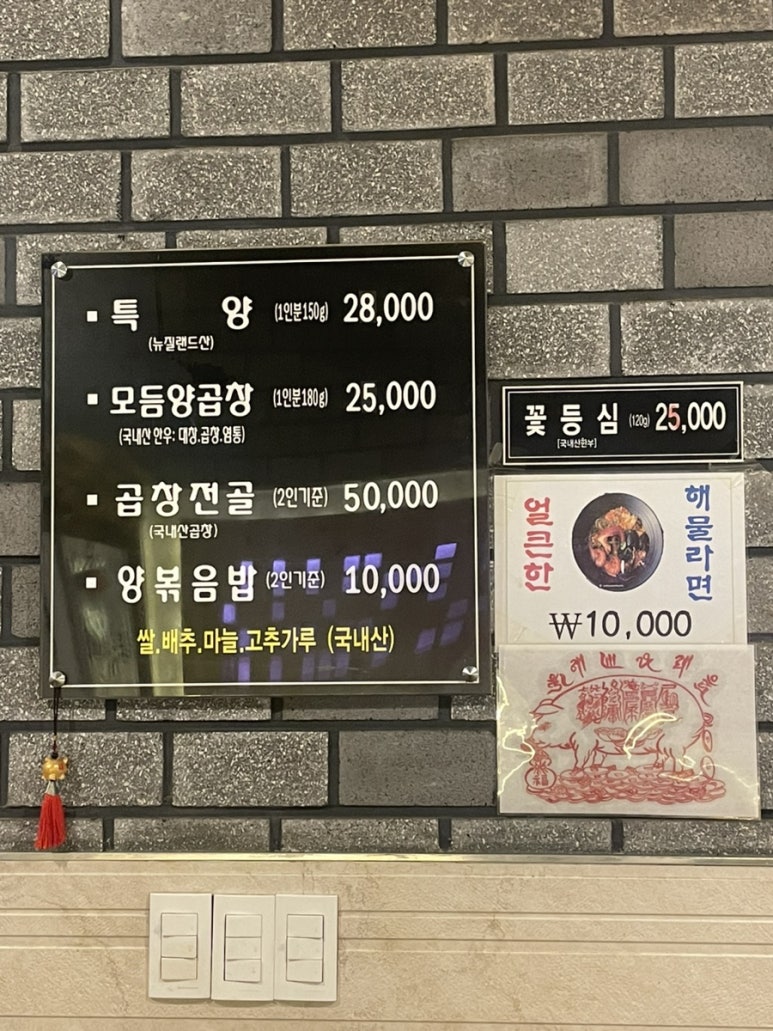 ▪ 특 양 (1인분150g) 28,000
(뉴질랜드산)
▪ 모듬양곱창 (1인분180g) 25,000
(국내산 한우: 대창.곱창.염통)
▪ 곱창전골 (2인기준) 50,000
(국내산곱창)
▪ 양볶음밥 (2인기준) 10,000
쌀.배추.마늘.고추가루 (국내산)
꽃등심 (120g) 25,000
[국내산한우]
얼큰한
해물라면
₩10,000